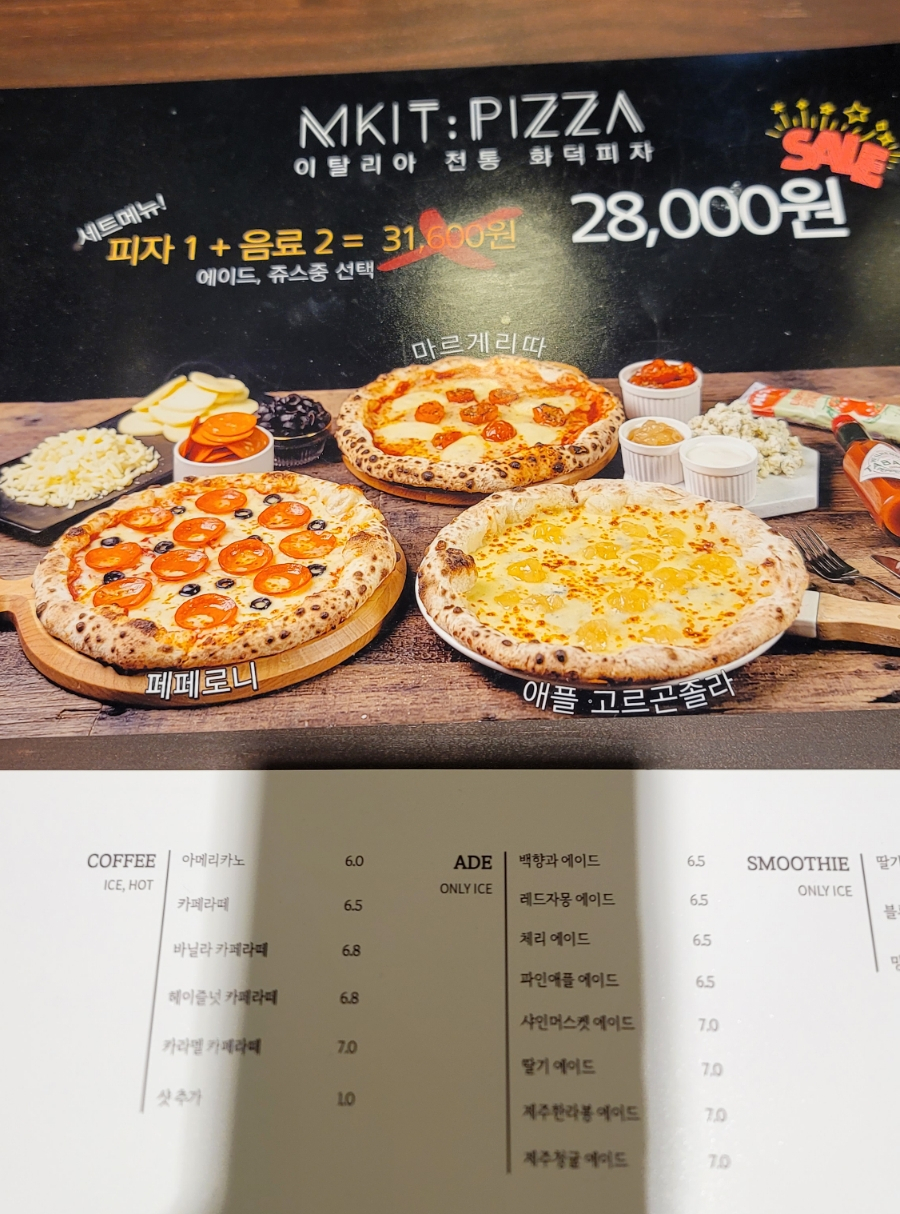 MKIT:PIZZA
이탈리아 전통 화덕피자
SALE
세트메뉴!
피자 1 + 음료 2 = 31,600원
28,000원
에이드, 쥬스중 선택
마르게리따
페페로니
애플 고르곤졸라
COFFEE
ICE, HOT
아메리카노 6.0
카페라떼 6.5
바닐라 카페라떼 6.8
헤이즐넛 카페라떼 6.8
카라멜 카페라떼 7.0
샷 추가 1.0
ADE
ONLY ICE
백향과 에이드 6.5
레드자몽 에이드 6.5
체리 에이드 6.5
파인애플 에이드 6.5
샤인머스켓 에이드 7.0
딸기 에이드 7.0
제주한라봉 에이드 7.0
제주청귤 에이드 7.0
SMOOTHIE
ONLY ICE
딸기